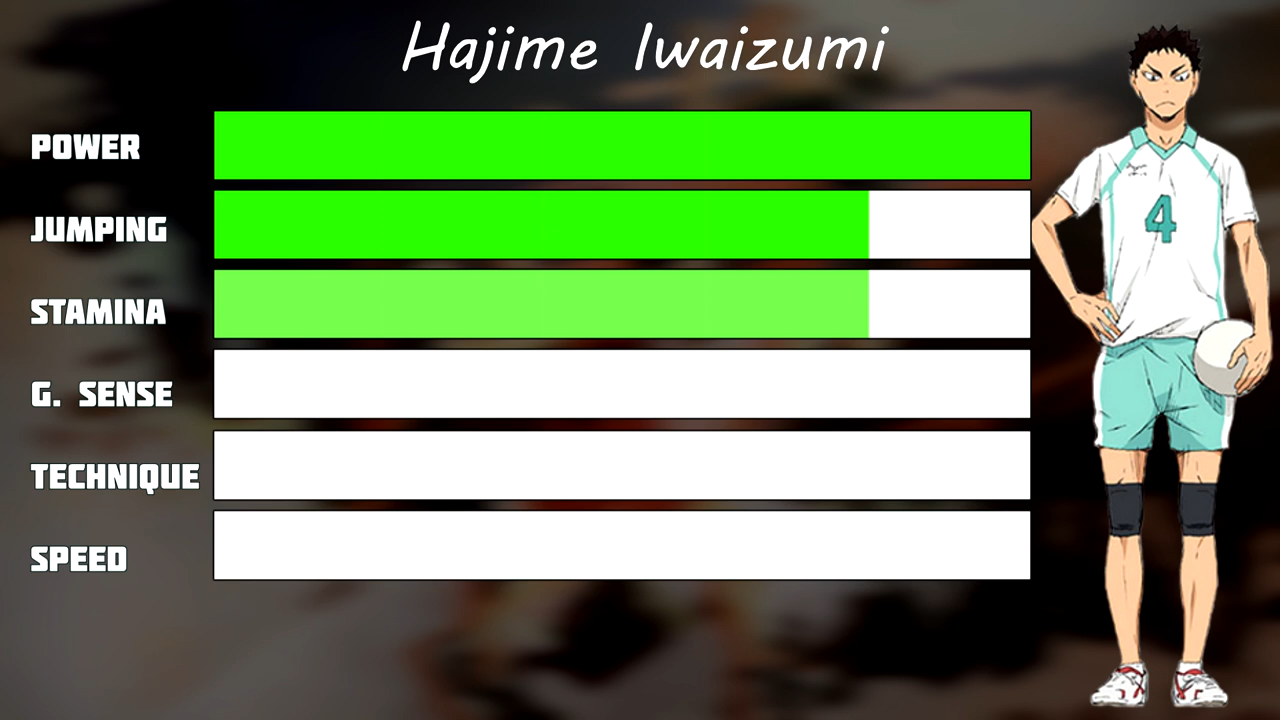 Hajime Iwaizumi
POWER
JUMPING
STAMINA
G. SENSE
TECHNIQUE
SPEED
4